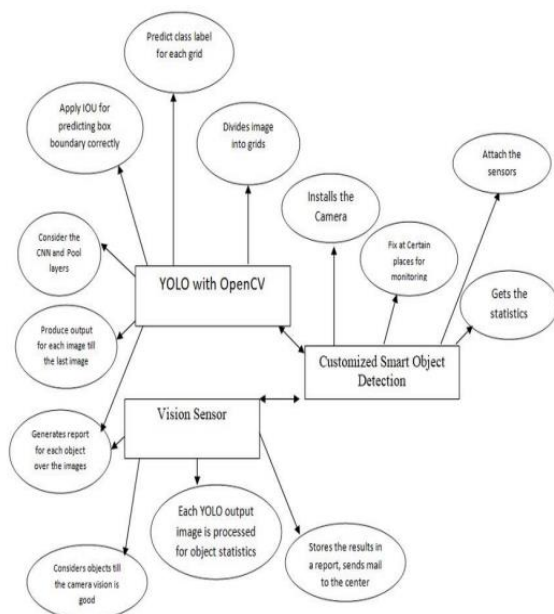 Predict class label
for each grid
Apply IOU for
predicting box
boundary correctly
Divides image
into grids
Attach the
sensors
Installs the
Camera
Fix at Certain
places for
monitoring
Consider the
CNN and Pool
layers
YOLO with OpenCV
Gets the
statistics
Produce output
for each image till
the last image
Customized Smart Object
Detection
Vision Sensor
Generates report
for each object
over the images
Each YOLO output
image is processed
for object statistics
Stores the results
in a report, sends
mail to the center
Considers objects till
the camera vision is
good